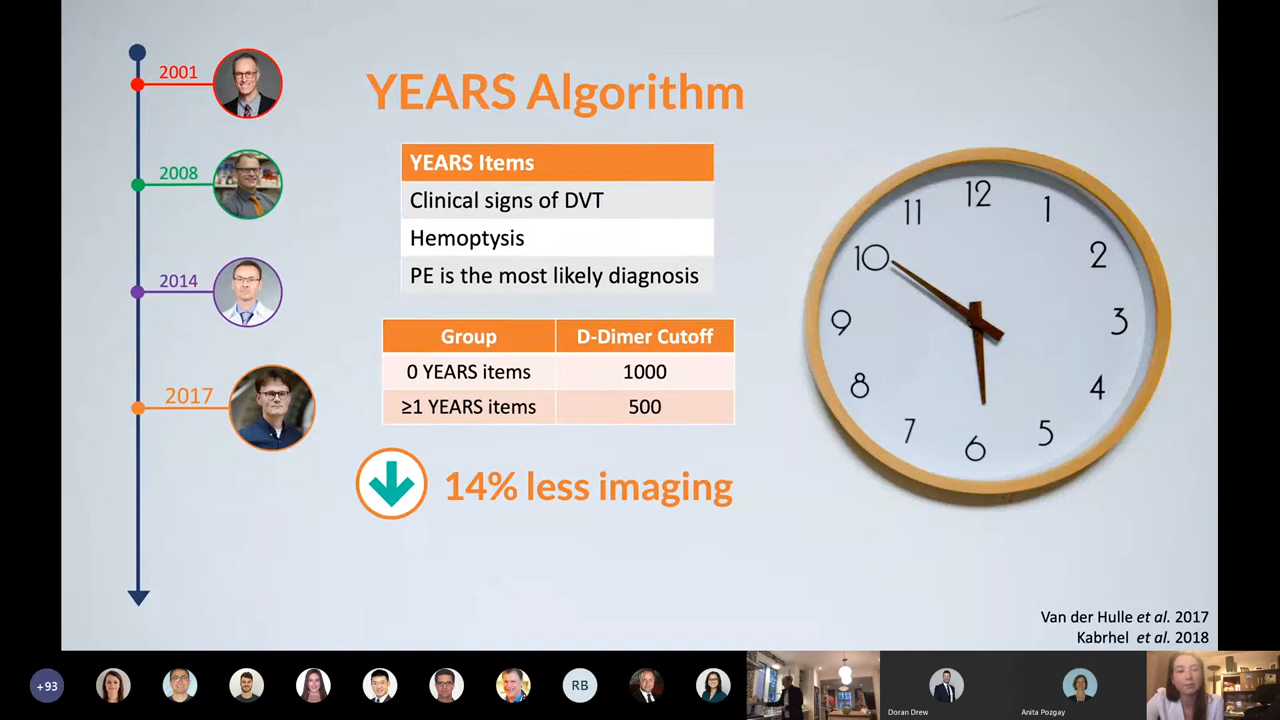 2001
2008
2014
2017
YEARS Algorithm
YEARS Items
Clinical signs of DVT
Hemoptysis
PE is the most likely diagnosis
Group D-Dimer Cutoff
0 YEARS items 1000
≥1 YEARS items 500
14% less imaging
12
11 1
10 2
9 3
8 4
7 5
6
Van der Hulle et al. 2017
Kabrhel et al. 2018
+93
RB
Doran Drew
Anita Pozgay